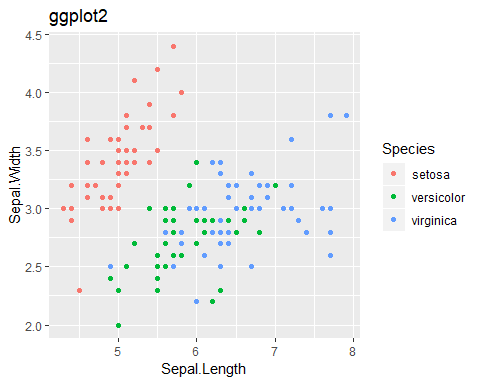 ggplot2
4.5
4.0
3.5
3.0
2.5
2.0
Sepal.Width
5
6
7
8
Sepal.Length
Species
setosa
versicolor
virginica